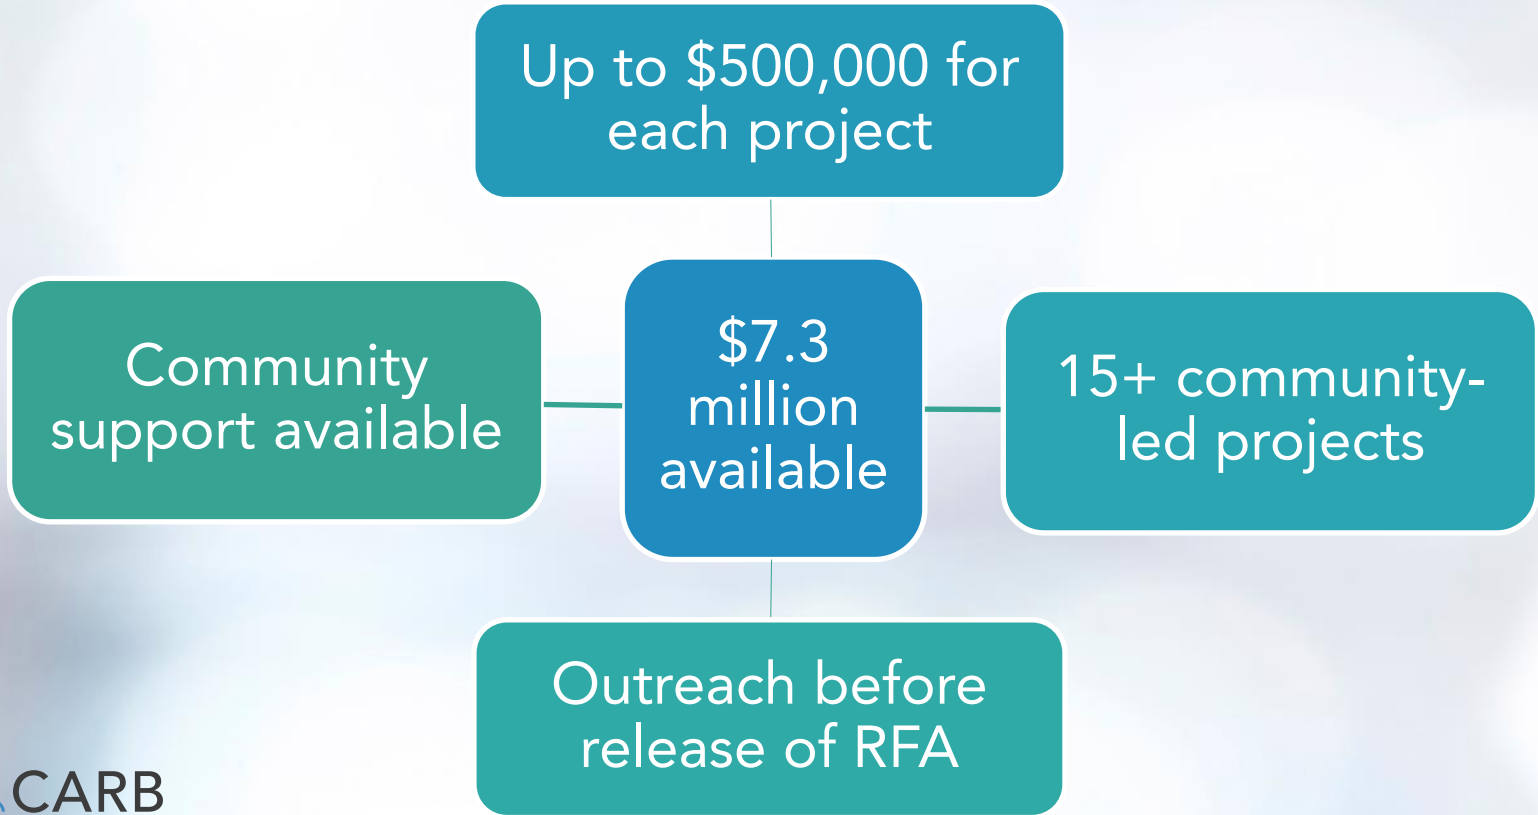 Up to $500,000 for
each project
Community
support available
$7.3
million
available
15+ community-
led projects
Outreach before
release of RFA
CARB